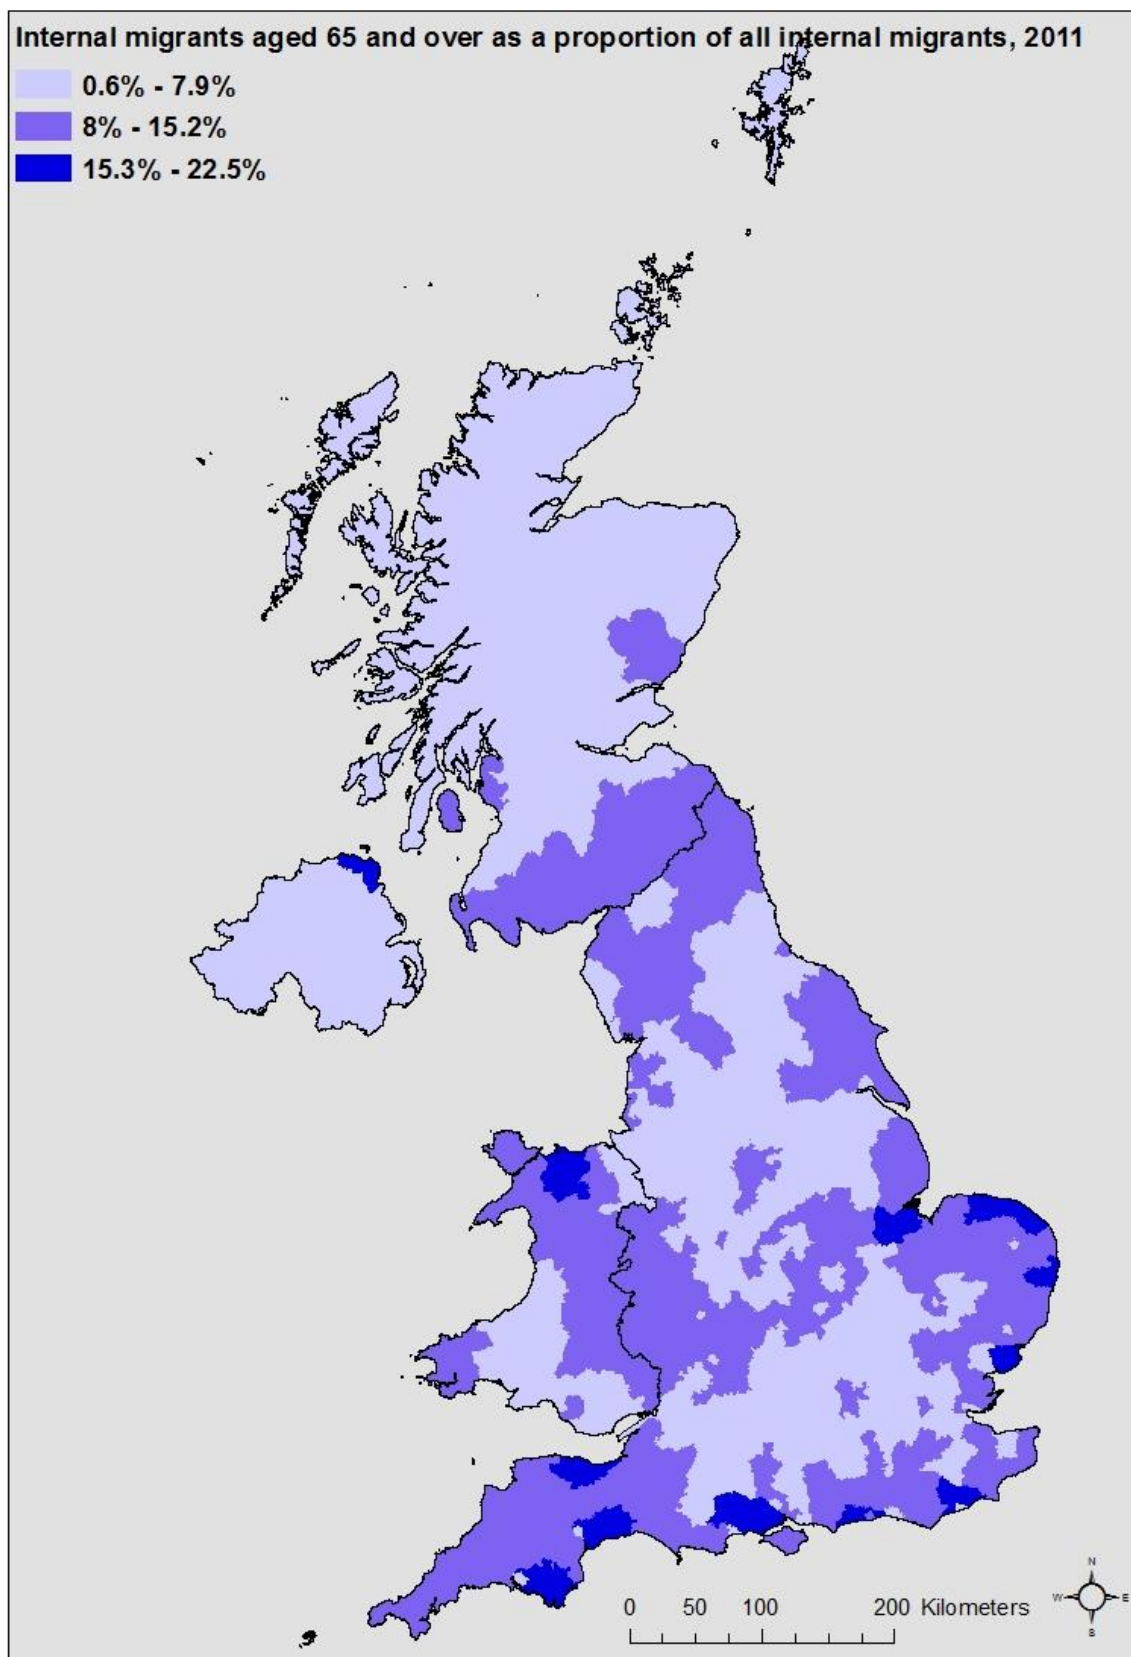 Internal migrants aged 65 and over as a proportion of all internal migrants, 2011
0.6% - 7.9%
8% - 15.2%
15.3% - 22.5%
N
W E
S
0 50 100 200 Kilometers